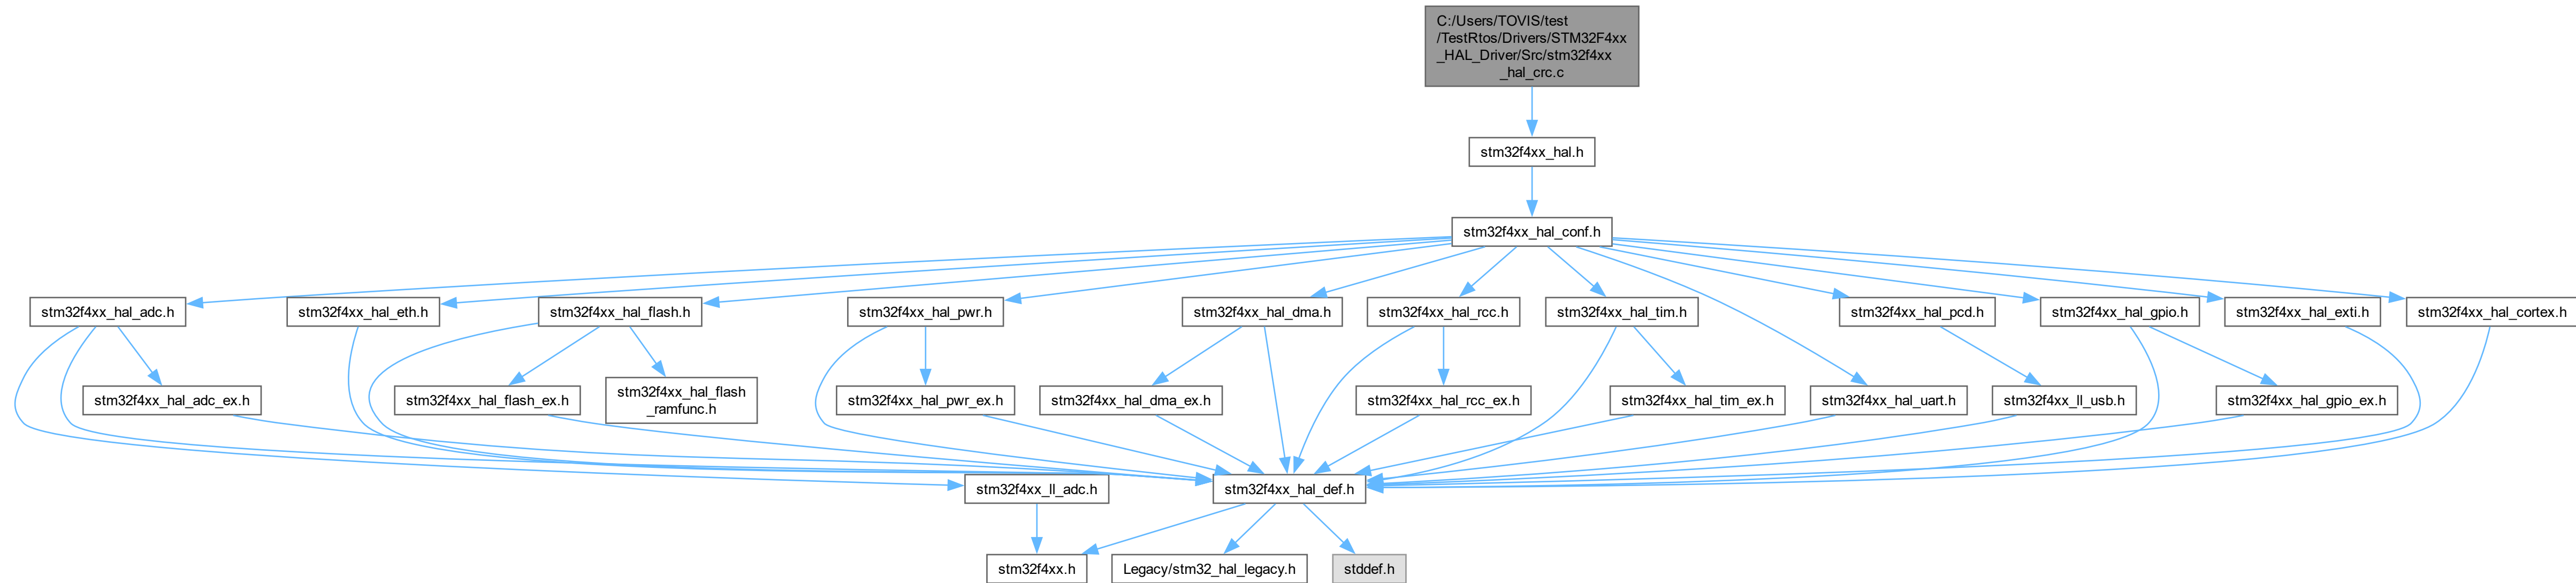 C:/Users/TOVIS/test
/TestRtos/Drivers/STM32F4xx
_HAL_Driver/Src/stm32f4xx
_hal_crc.c
stm32f4xx_hal.h
stm32f4xx_hal_conf.h
stm32f4xx_hal_adc.h
stm32f4xx_hal_eth.h
stm32f4xx_hal_flash.h
stm32f4xx_hal_pwr.h
stm32f4xx_hal_dma.h
stm32f4xx_hal_rcc.h
stm32f4xx_hal_tim.h
stm32f4xx_hal_pcd.h
stm32f4xx_hal_gpio.h
stm32f4xx_hal_exti.h
stm32f4xx_hal_cortex.h
stm32f4xx_hal_adc_ex.h
stm32f4xx_hal_flash_ex.h
stm32f4xx_hal_flash
_ramfunc.h
stm32f4xx_hal_pwr_ex.h
stm32f4xx_hal_dma_ex.h
stm32f4xx_hal_rcc_ex.h
stm32f4xx_hal_tim_ex.h
stm32f4xx_hal_uart.h
stm32f4xx_ll_usb.h
stm32f4xx_hal_gpio_ex.h
stm32f4xx_ll_adc.h
stm32f4xx_hal_def.h
stm32f4xx.h
Legacy/stm32_hal_legacy.h
stddef.h